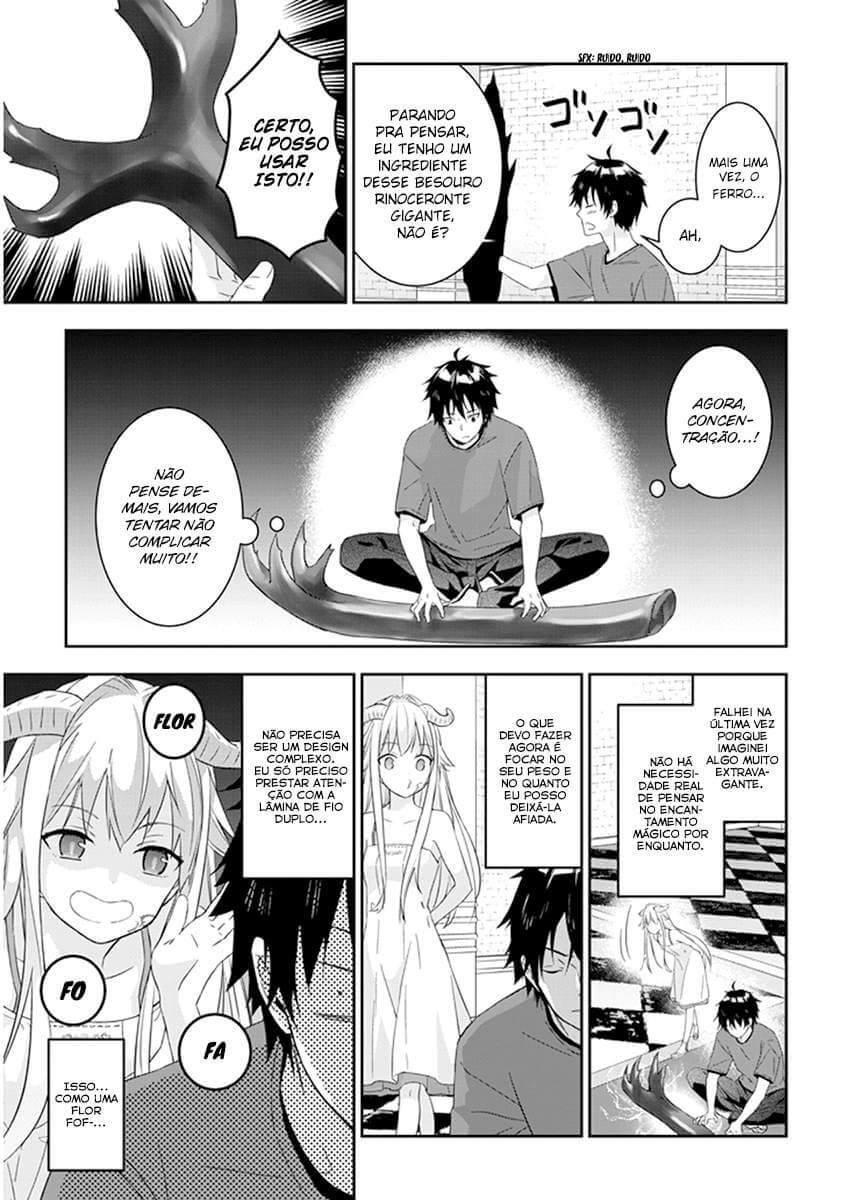 SFX: RUIDO, RUIDO
MAIS UMA
VEZ, O
FERRO...
AH,
ゴソ
ゴソ
PARANDO
PRA PENSAR,
EU TENHO UM
INGREDIENTE
DESSE BESOURO
RINOCERONTE
GIGANTE,
NÃO É?
CERTO,
EU POSSO
USAR
ISTO!!
AGORA,
CONCEN-
TRAÇÃO...!
NÃO
PENSE DE-
MAIS, VAMOS
TENTAR NÃO
COMPLICAR
MUITO!!
FALHEI NA
ÚLTIMA VEZ
PORQUE
IMAGINEI
ALGO MUITO
EXTRAVA-
GANTE.
NÃO HÁ
NECESSI-
DADE REAL
DE PENSAR
NO ENCAN-
TAMENTO
MÁGICO POR
ENQUANTO.
O QUE
DEVO FAZER
AGORA É
FOCAR NO
SEU PESO E
NO QUANTO
EU POSSO
DEIXÁ-LA
AFIADA.
NÃO PRECISA
SER UM DESIGN
COMPLEXO.
EU SÓ PRECISO
PRESTAR ATEN-
ÇÃO COM A
LÂMINA DE FIO
DUPLO...
FLOR
FO
FA
ISSO...
COMO UMA
FLOR
FOF-...